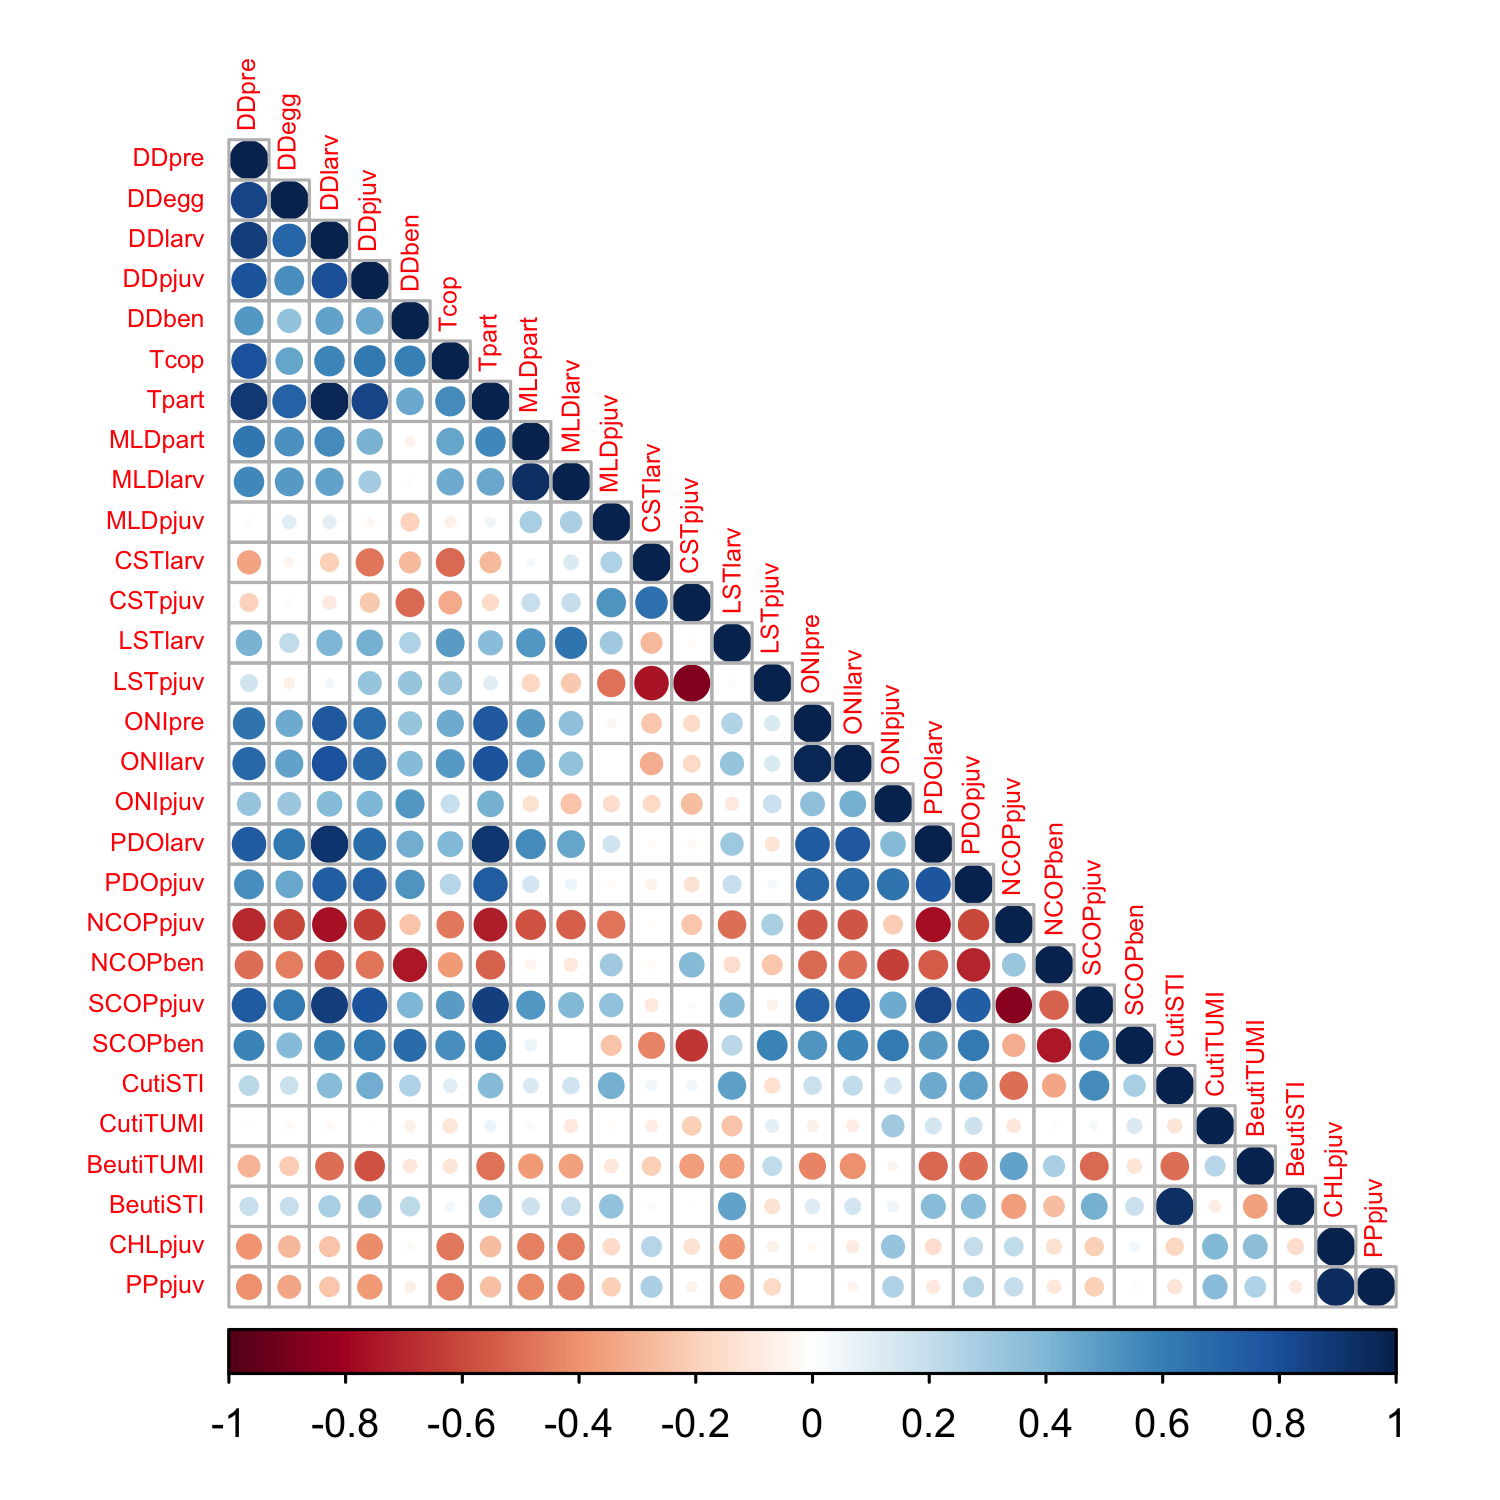 DDpre
DDegg
DDlarv
DDpjuv
DDben
Tcop
Tpart
MLDpart
MLDlarv
MLDpjuv
CSTlarv
CSTpjuv
LSTlarv
LSTpjuv
ONIpre
ONIlarv
ONIpjuv
PDOlarv
PDOpjuv
NCOPpjuv
NCOPben
SCOPpjuv
SCOPben
CutiSTI
CutiTUMI
BeutiTUMI
BeutiSTI
CHLpjuv
PPpjuv
DDpre
DDegg
DDlarv
DDpjuv
DDben
Tcop
Tpart
MLDpart
MLDlarv
MLDpjuv
CSTlarv
CSTpjuv
LSTlarv
LSTpjuv
ONIpre
ONIlarv
ONIpjuv
PDOlarv
PDOpjuv
NCOPpjuv
NCOPben
SCOPpjuv
SCOPben
CutiSTI
CutiTUMI
BeutiTUMI
BeutiSTI
CHLpjuv
PPpjuv
-1 -0.8 -0.6 -0.4 -0.2 0 0.2 0.4 0.6 0.8 1